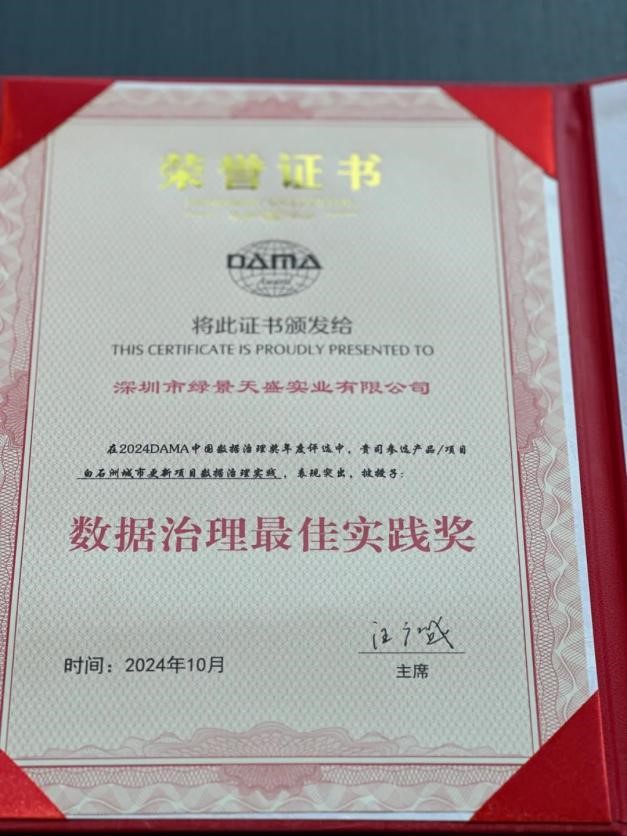 荣誉证书
DAMA
Award
将此证书颁发给
THIS CERTIFICATE IS PROUDLY PRESENTED TO
深圳市绿景天盛实业有限公司
在2024DAMA中国数据治理奖年度评选中，贵司参选产品/项目
白石洲城市更新项目数据治理实践，表现突出，披授予：
数据治理最佳实践奖
汪广盛
时间：2024年10月
主席